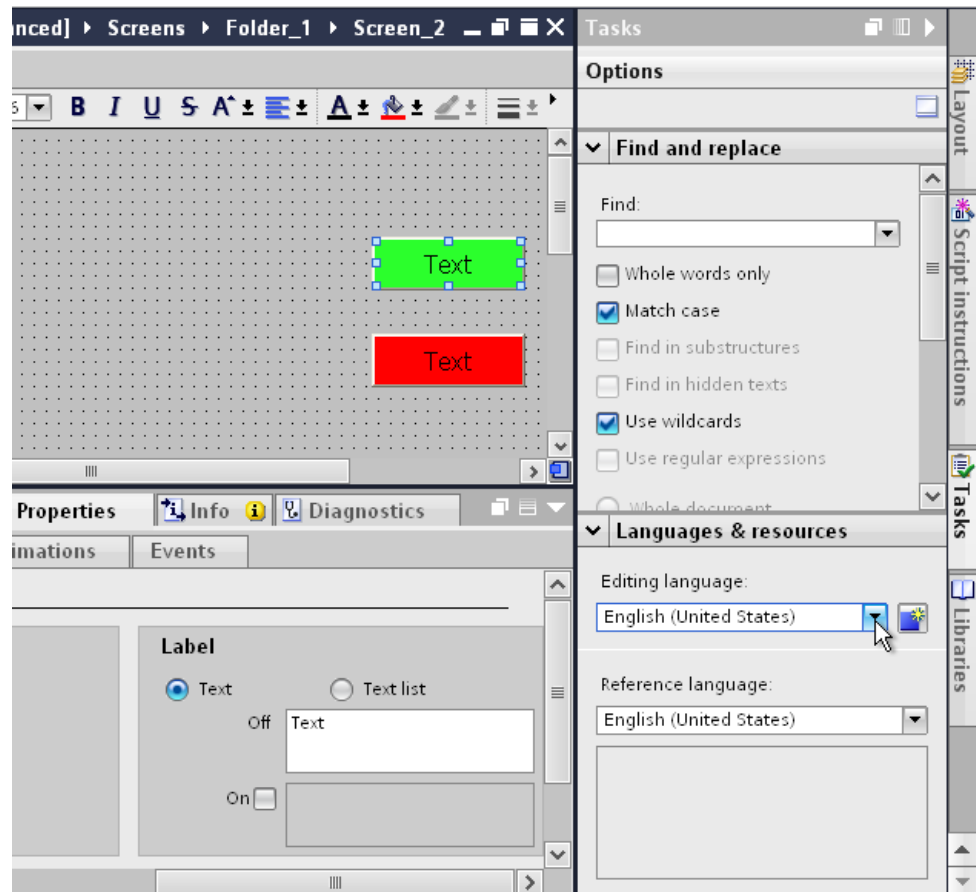 nced] ▸ Screens ▸ Folder_1 ▸ Screen_2
6 B I U S A A
Text
Text
Properties Info Diagnostics
imations Events
Label
Text Text list
Off Text
On
Tasks
Options
Find and replace
Find:
Whole words only
Match case
Find in substructures
Find in hidden texts
Use wildcards
Use regular expressions
Whole document
Languages & resources
Editing language:
English (United States)
Reference language:
English (United States)
Layout
Script instructions
Tasks
Libraries